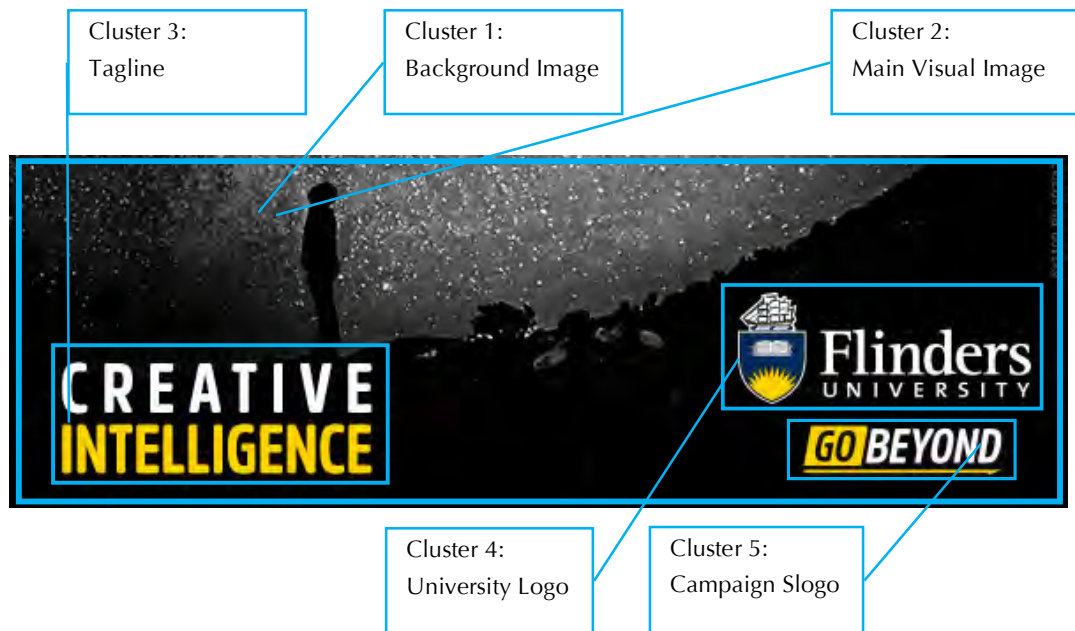 Cluster 3:
Tagline
Cluster 1:
Background Image
Cluster 2:
Main Visual Image
CREATIVE
INTELLIGENCE
Flinders
UNIVERSITY
GO BEYOND
Cluster 4:
University Logo
Cluster 5:
Campaign Slogo